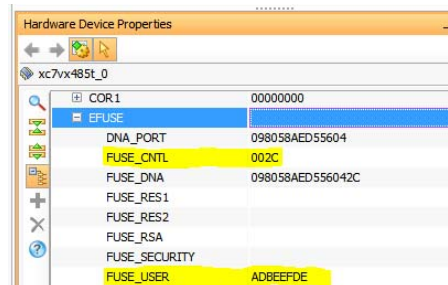 Hardware Device Properties
xc7vx485t_0
COR1 00000000
EFUSE
DNA_PORT 098058AED55604
FUSE_CNTL 002C
FUSE_DNA 098058AED556042C
FUSE_RES1
FUSE_RES2
FUSE_RSA
FUSE_SECURITY
FUSE_USER ADBEEFDE